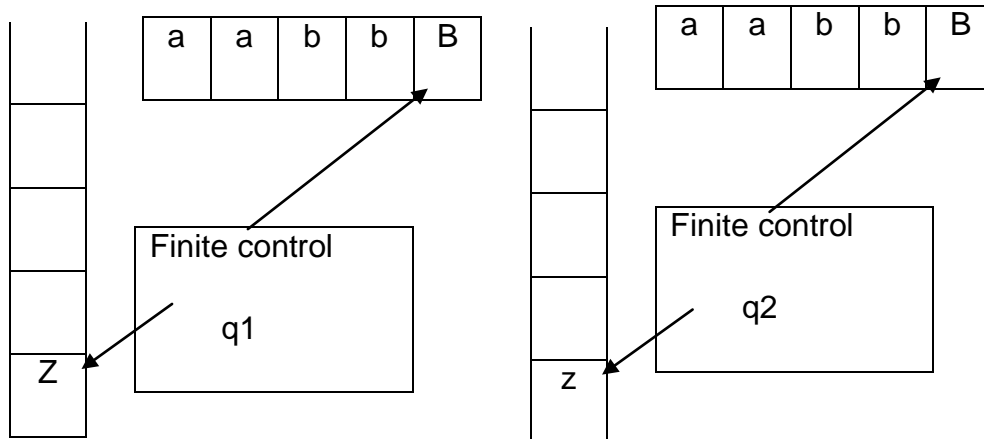 a a b b B
Finite control
q1
Z
a a b b B
Finite control
q2
z